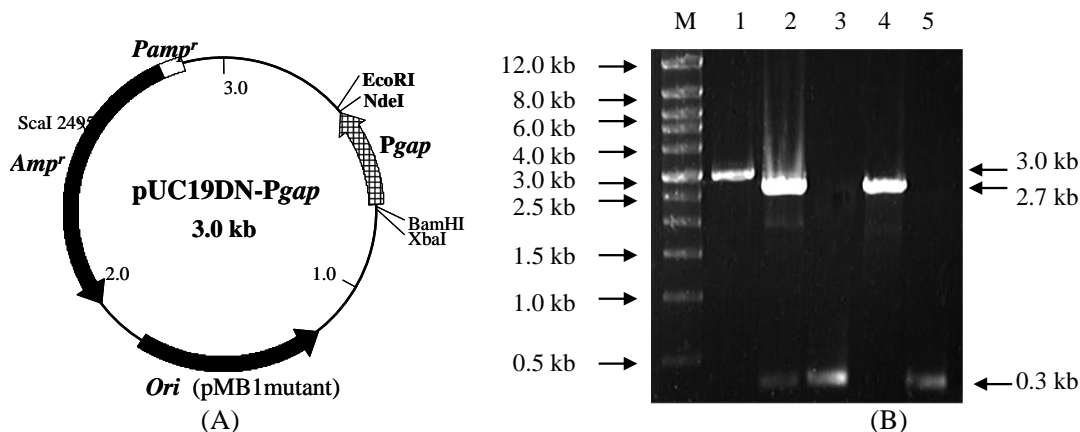 Pampʳ
3.0
EcoRI
NdeI
ScaI 2495
Pgap
Ampʳ
pUC19DN-Pgap
3.0 kb
BamHI
XbaI
2.0
1.0
Ori (pMB1mutant)
(A)
M 1 2 3 4 5
12.0 kb
8.0 kb
6.0 kb
4.0 kb
3.0 kb
2.5 kb
1.5 kb
1.0 kb
0.5 kb
3.0 kb
2.7 kb
0.3 kb
(B)